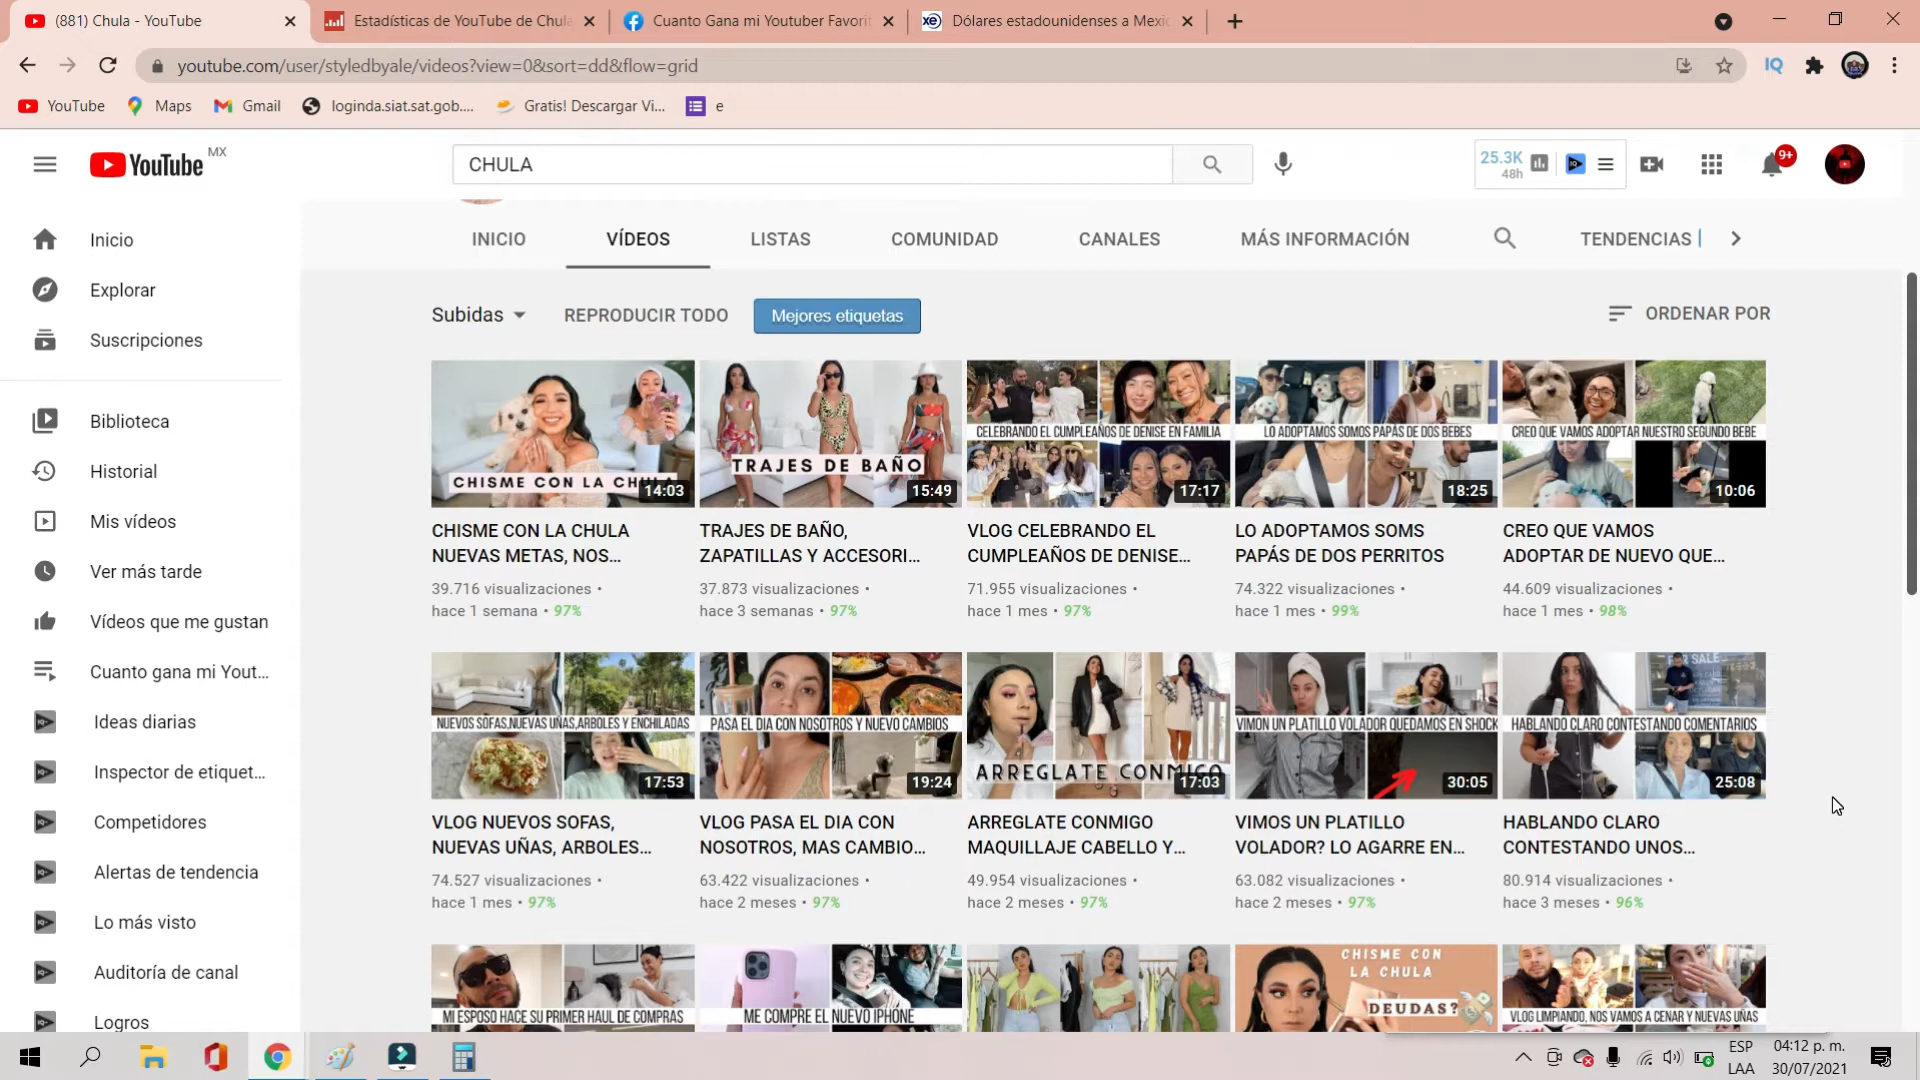 (881) Chula - YouTube
Estadísticas de YouTube de Chula
Cuanto Gana mi Youtuber Favorit
Dólares estadounidenses a Mexic
youtube.com/user/styledbyale/videos?view=0&sort=dd&flow=grid
YouTube
Maps
Gmail
loginda.siat.sat.gob....
Gratis! Descargar Vi...
e
YouTube MX
CHULA
25.3K
48h
9+
INICIO
VÍDEOS
LISTAS
COMUNIDAD
CANALES
MÁS INFORMACIÓN
TENDENCIAS
Inicio
Explorar
Suscripciones
Biblioteca
Historial
Mis vídeos
Ver más tarde
Vídeos que me gustan
Cuanto gana mi Yout...
Ideas diarias
Inspector de etiquet...
Competidores
Alertas de tendencia
Lo más visto
Auditoría de canal
Logros
Subidas
REPRODUCIR TODO
Mejores etiquetas
ORDENAR POR
CHISME CON LA CHULA
14:03
CHISME CON LA CHULA
NUEVAS METAS, NOS...
39.716 visualizaciones •
hace 1 semana • 97%
TRAJES DE BAÑO
15:49
TRAJES DE BAÑO,
ZAPATILLAS Y ACCESORI...
37.873 visualizaciones •
hace 3 semanas • 97%
CELEBRANDO EL CUMPLEAÑOS DE DENISE EN FAMILIA
17:17
VLOG CELEBRANDO EL
CUMPLEAÑOS DE DENISE...
71.955 visualizaciones •
hace 1 mes • 97%
LO ADOPTAMOS SOMOS PAPÁS DE DOS BEBES
18:25
LO ADOPTAMOS SOMS
PAPÁS DE DOS PERRITOS
74.322 visualizaciones •
hace 1 mes • 99%
CREO QUE VAMOS ADOPTAR NUESTRO SEGUNDO BEBE
10:06
CREO QUE VAMOS
ADOPTAR DE NUEVO QUE...
44.609 visualizaciones •
hace 1 mes • 98%
NUEVOS SOFAS,NUEVAS UÑAS,ARBOLES Y ENCHILADAS
17:53
VLOG NUEVOS SOFAS,
NUEVAS UÑAS, ARBOLES...
74.527 visualizaciones •
hace 1 mes • 97%
PASA EL DIA CON NOSOTROS Y NUEVO CAMBIOS
19:24
VLOG PASA EL DIA CON
NOSOTROS, MAS CAMBIO...
63.422 visualizaciones •
hace 2 meses • 97%
ARREGLATE CONMIGO
17:03
ARREGLATE CONMIGO
MAQUILLAJE CABELLO Y...
49.954 visualizaciones •
hace 2 meses • 97%
VIMON UN PLATILLO VOLADOR QUEDAMOS EN SHOCK
30:05
VIMOS UN PLATILLO
VOLADOR? LO AGARRE EN...
63.082 visualizaciones •
hace 2 meses • 97%
HABLANDO CLARO CONTESTANDO COMENTARIOS
25:08
HABLANDO CLARO
CONTESTANDO UNOS...
80.914 visualizaciones •
hace 3 meses • 96%
MI ESPOSO HACE SU PRIMER HAUL DE COMPRAS
ME COMPRE EL NUEVO IPHONE
CHISME CON
LA CHULA
DEUDAS?
VLOG LIMPIANDO, NOS VAMOS A CENAR Y NUEVAS UÑAS
ESP
LAA
04:12 p. m.
30/07/2021